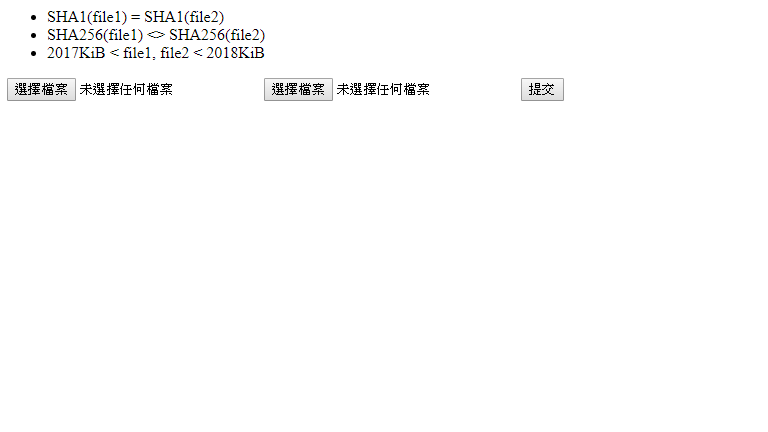 SHA1(file1) = SHA1(file2)
SHA256(file1) <> SHA256(file2)
2017KiB < file1, file2 < 2018KiB
選擇檔案 未選擇任何檔案 選擇檔案 未選擇任何檔案 提交